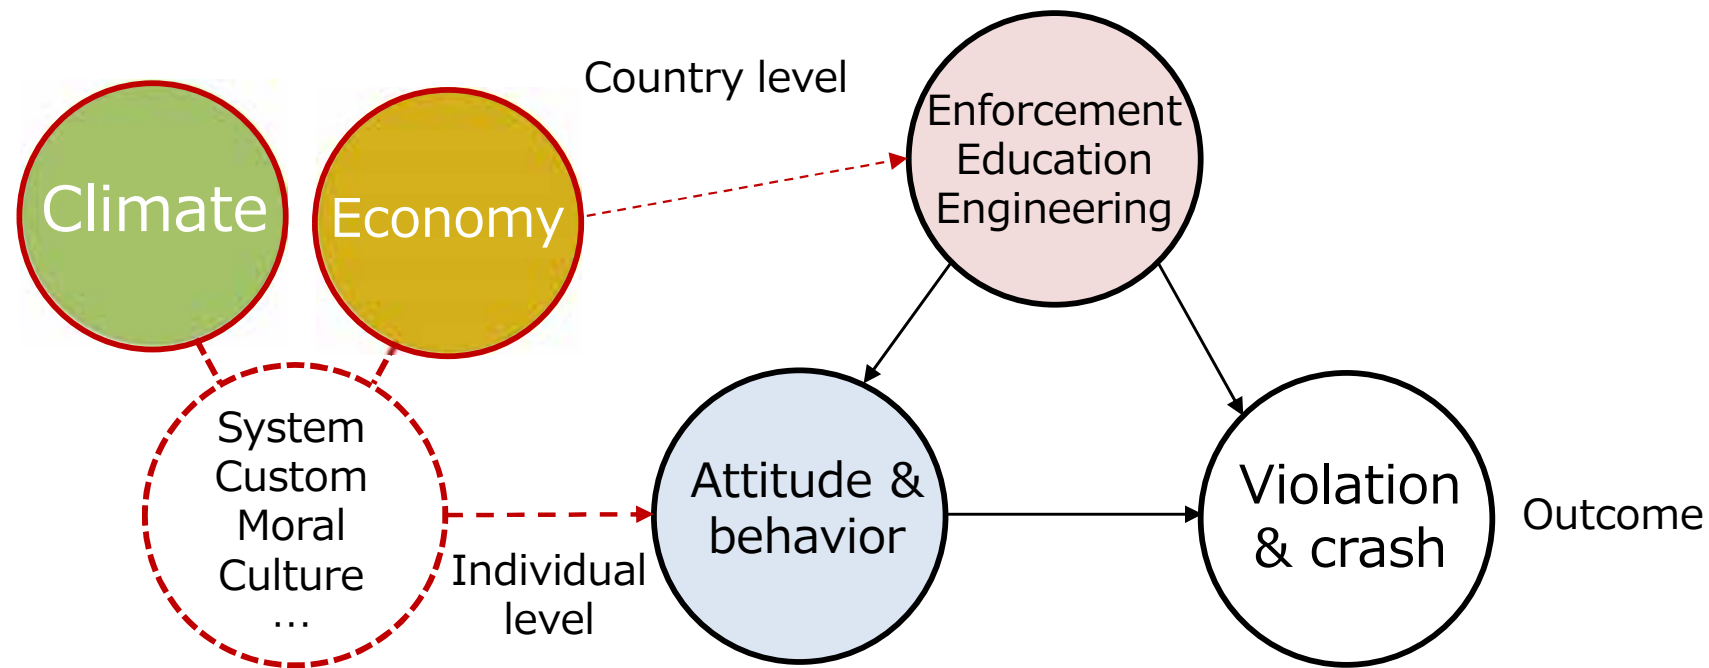 Country level
Climate
Economy
Enforcement
Education
Engineering
System
Custom
Moral
Culture
...
Individual
level
Attitude &
behavior
Violation
& crash
Outcome